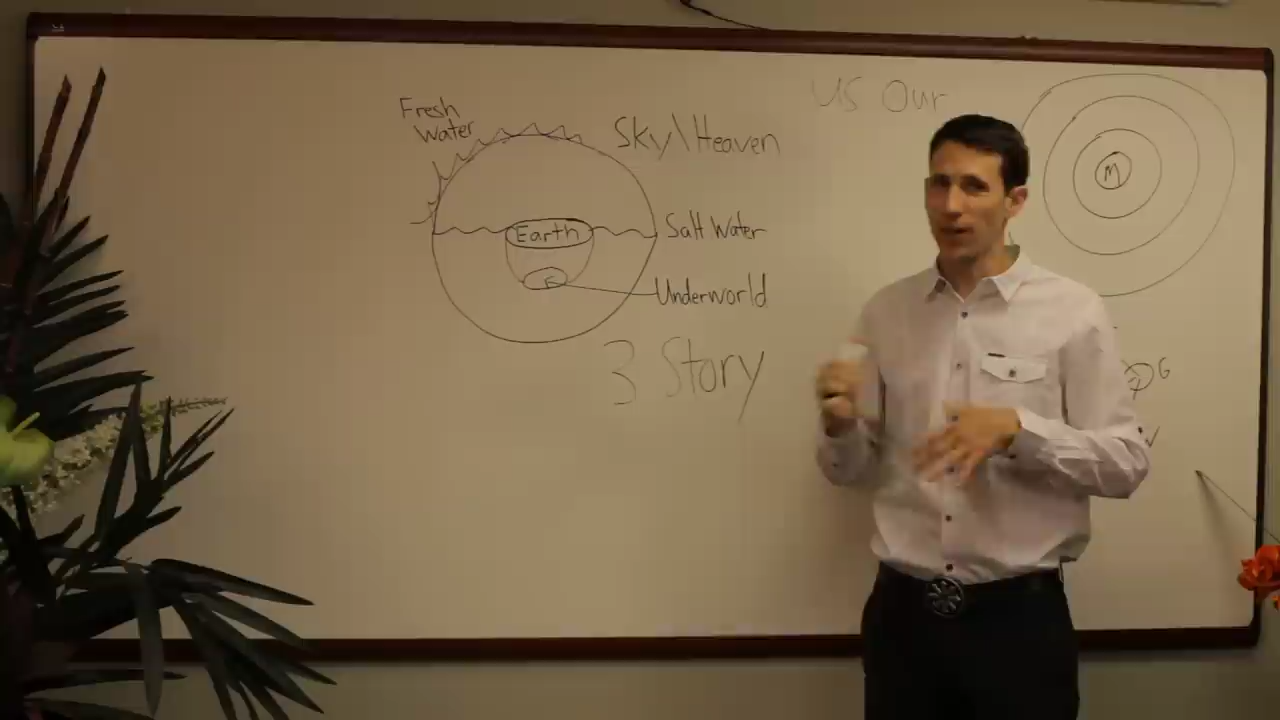 Fresh
Water
Sky\Heaven
Earth
Salt Water
Underworld
3 Story
US Our
M
G